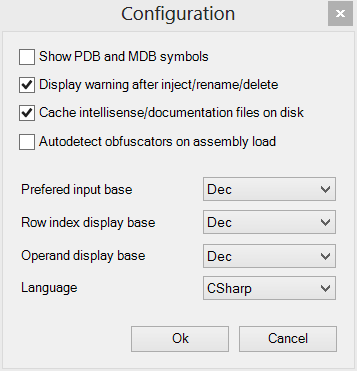 Configuration
Show PDB and MDB symbols
Display warning after inject/rename/delete
Cache intellisense/documentation files on disk
Autodetect obfuscators on assembly load
Prefered input base Dec
Row index display base Dec
Operand display base Dec
Language CSharp
Ok Cancel